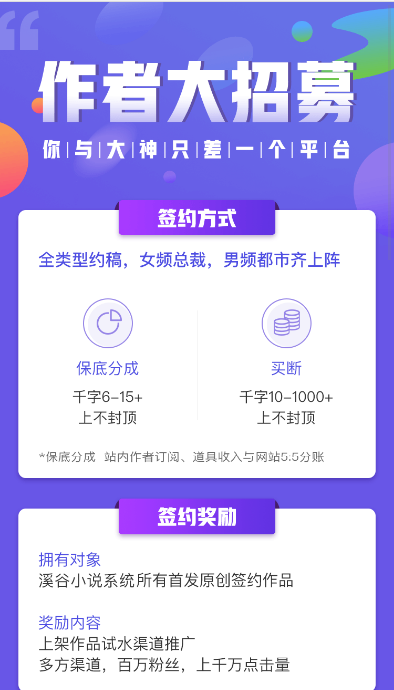 作者大招募
你与大神只差一个平台
签约方式
全类型约稿，女频总裁，男频都市齐上阵
保底分成
买断
千字6-15+
上不封顶
千字10-1000+
上不封顶
*保底分成 站内作者订阅、道具收入与网站5.5分账
签约奖励
拥有对象
溪谷小说系统所有首发原创签约作品
奖励内容
上架作品试水渠道推广
多方渠道，百万粉丝，上千万点击量